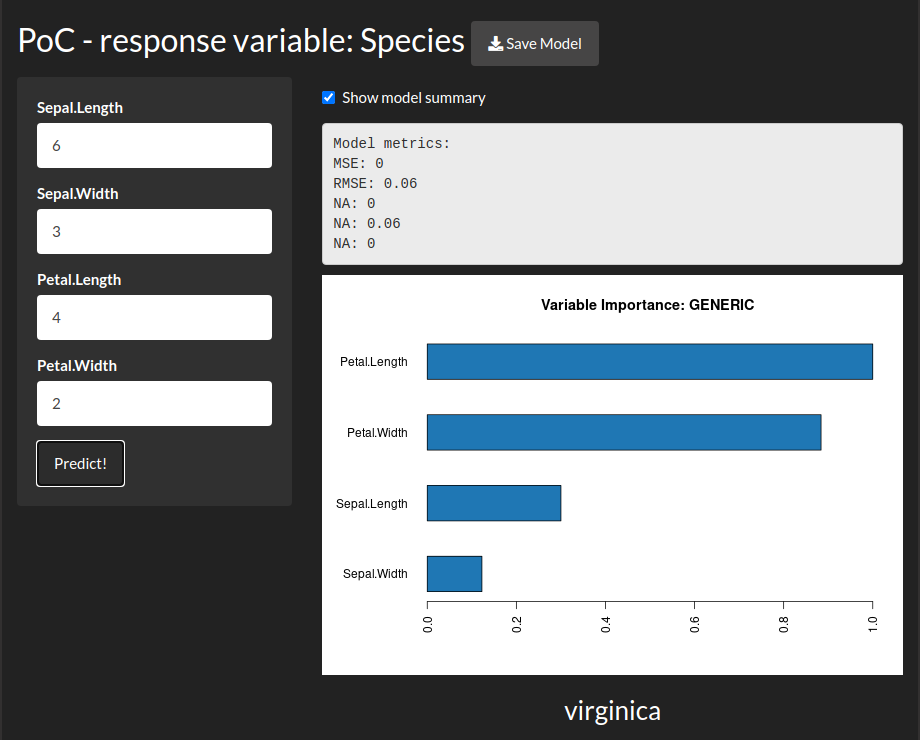 PoC - response variable: Species
Save Model
Sepal.Length
6
Sepal.Width
3
Petal.Length
4
Petal.Width
2
Predict!
Show model summary
Model metrics:
MSE: 0
RMSE: 0.06
NA: 0
NA: 0.06
NA: 0
Variable Importance: GENERIC
Petal.Length
Petal.Width
Sepal.Length
Sepal.Width
0.0 0.2 0.4 0.6 0.8 1.0
virginica